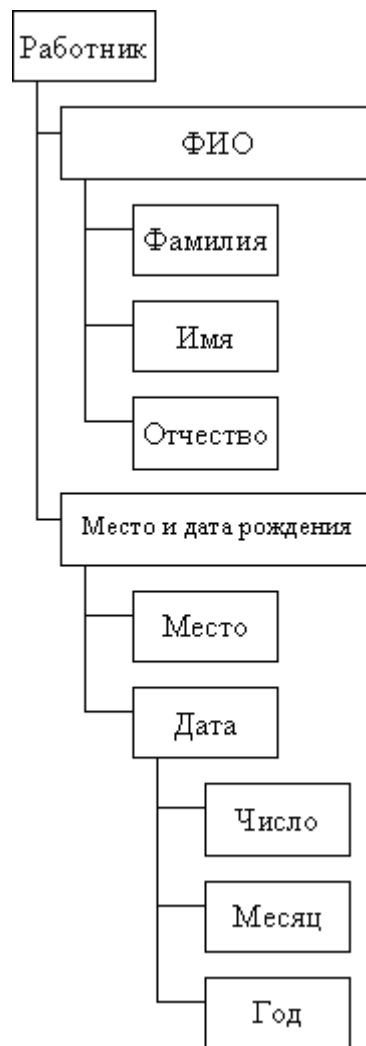 Работник
ФИО
Фамилия
Имя
Отчество
Место и дата рождения
Место
Дата
Число
Месяц
Год